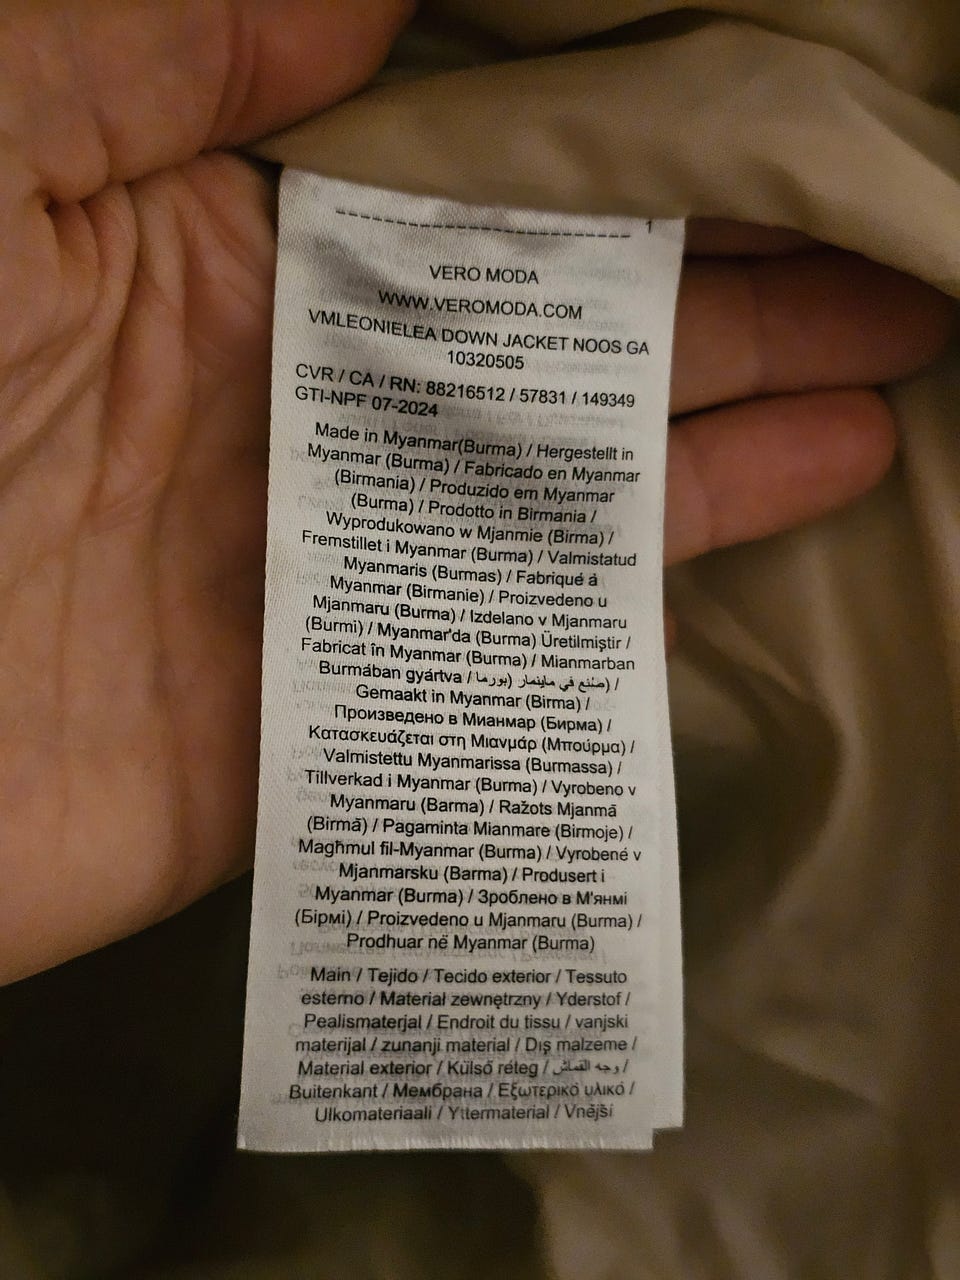 1
VERO MODA
WWW.VEROMODA.COM
VMLEONIELEA DOWN JACKET NOOS GA
10320505
CVR / CA / RN: 88216512 / 57831 / 149349
GTI-NPF 07-2024
Made in Myanmar(Burma) / Hergestellt in
Myanmar (Burma) / Fabricado en Myanmar
(Birmania) / Produzido em Myanmar
(Burma) / Prodotto in Birmania /
Wyprodukowano w Mjanmie (Birma) /
Fremstillet i Myanmar (Burma) / Valmistatud
Myanmaris (Burmas) / Fabriqué à
Myanmar (Birmanie) / Proizvedeno u
Mjanmaru (Burma) / Izdelano v Mjanmaru
(Burmi) / Myanmar'da (Burma) Üretilmiştir /
Fabricat în Myanmar (Burma) / Mianmarban
Burmában gyártva / صُنع في ماينمار (بورما) /
Gemaakt in Myanmar (Birma) /
Произведено в Мианмар (Бирма) /
Κατασκευάζεται στη Μιανμάρ (Μπούρμα) /
Valmistettu Myanmarissa (Burmassa) /
Tillverkad i Myanmar (Burma) / Vyrobeno v
Myanmaru (Barma) / Ražots Mjanmā
(Birmā) / Pagaminta Mianmare (Birmoje) /
Magħmul fil-Myanmar (Burma) / Vyrobené v
Mjanmarsku (Barma) / Produsert i
Myanmar (Burma) / Зроблено в М'янмі
(Бірмі) / Proizvedeno u Mjanmaru (Burma) /
Prodhuar në Myanmar (Burma)
Main / Tejido / Tecido exterior / Tessuto
esterno / Materiał zewnętrzny / Yderstof /
Pealismaterjal / Endroit du tissu / vanjski
materijal / zunanji material / Dış malzeme /
Material exterior / Külső réteg / وجه القماش /
Buitenkant / Мембрана / Εξωτερικό υλικό /
Ulkomateriaali / Yttermaterial / Vnější